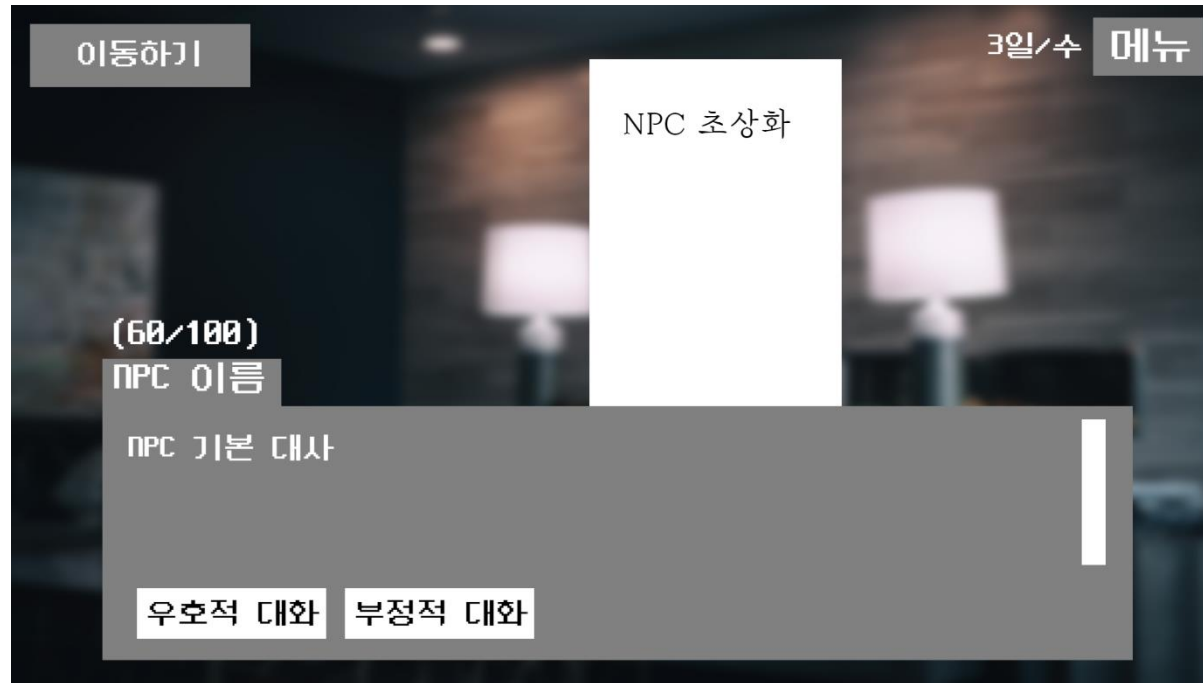 이동하기
3일/수
메뉴
NPC 초상화
(60/100)
NPC 이름
NPC 기본 대사
우호적 대화
부정적 대화